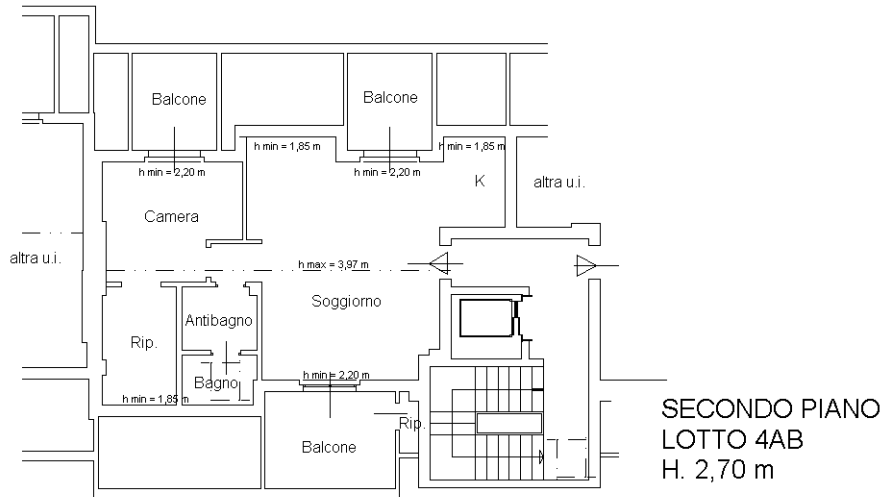 Balcone
Balcone
h min = 1,85 m
h min = 1,85 m
h min = 2,20 m
h min = 2,20 m
K
altra u.i.
Camera
altra u.i.
h max = 3,97 m
Soggiorno
Antibagno
Rip.
h min = 2,20 m
Bagno
h min = 1,85 m
Rip.
Balcone
SECONDO PIANO
LOTTO 4AB
H. 2,70 m